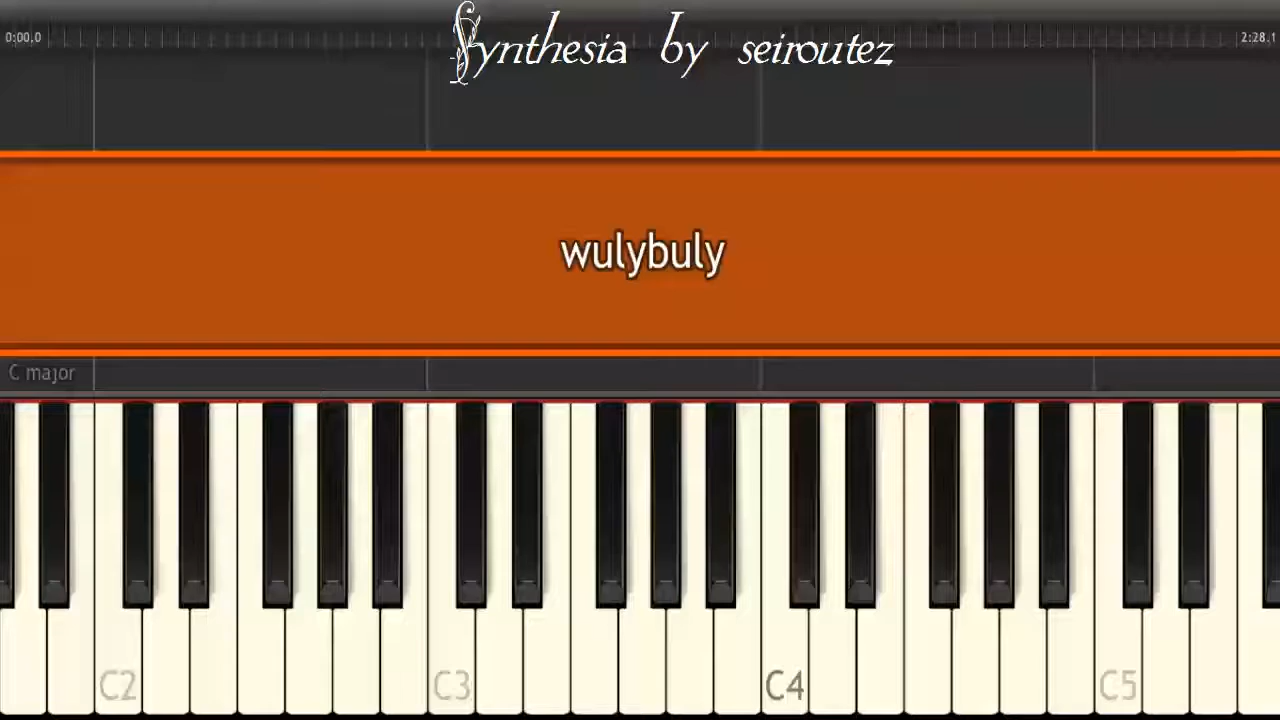 Synthesia by seiroutez
0:00,0
2:28,1
wulybuly
C major
C2 C3 C4 C5